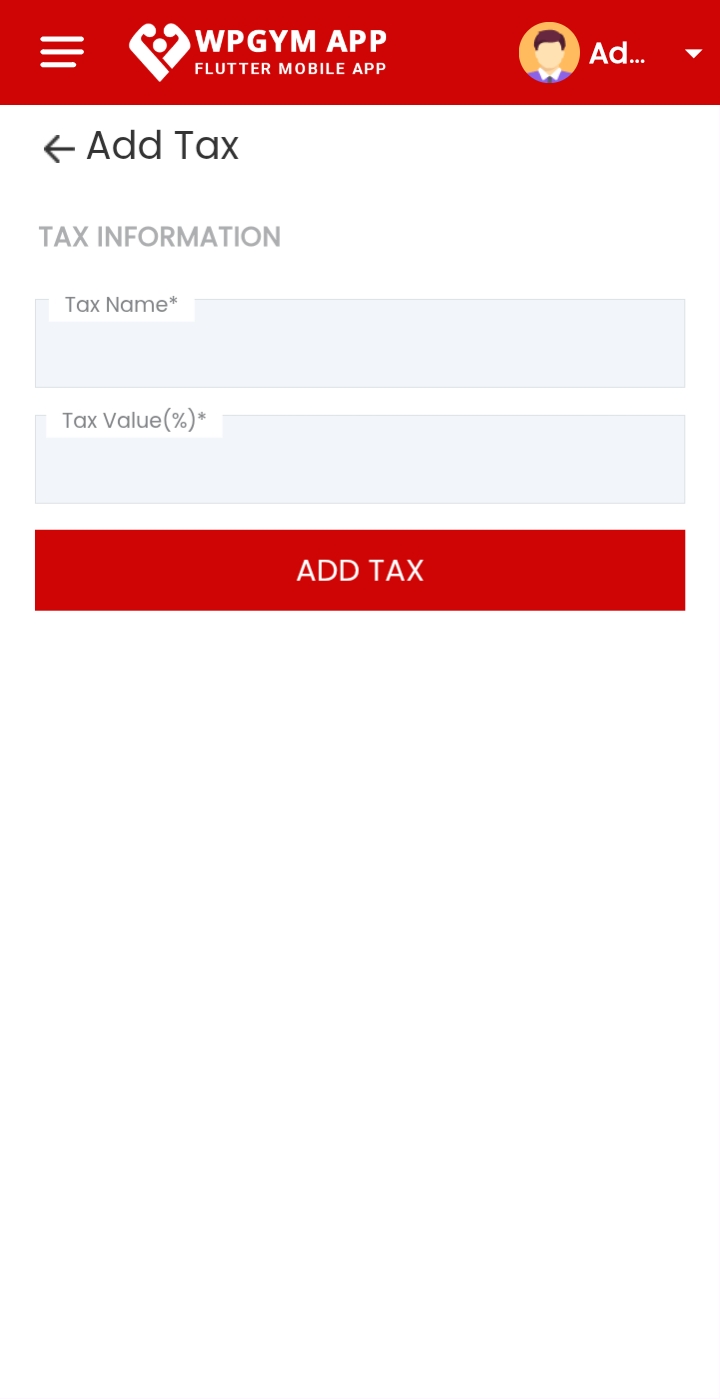 WPGYM APP
FLUTTER MOBILE APP
Ad...
Add Tax
TAX INFORMATION
Tax Name*
Tax Value(%)*
ADD TAX